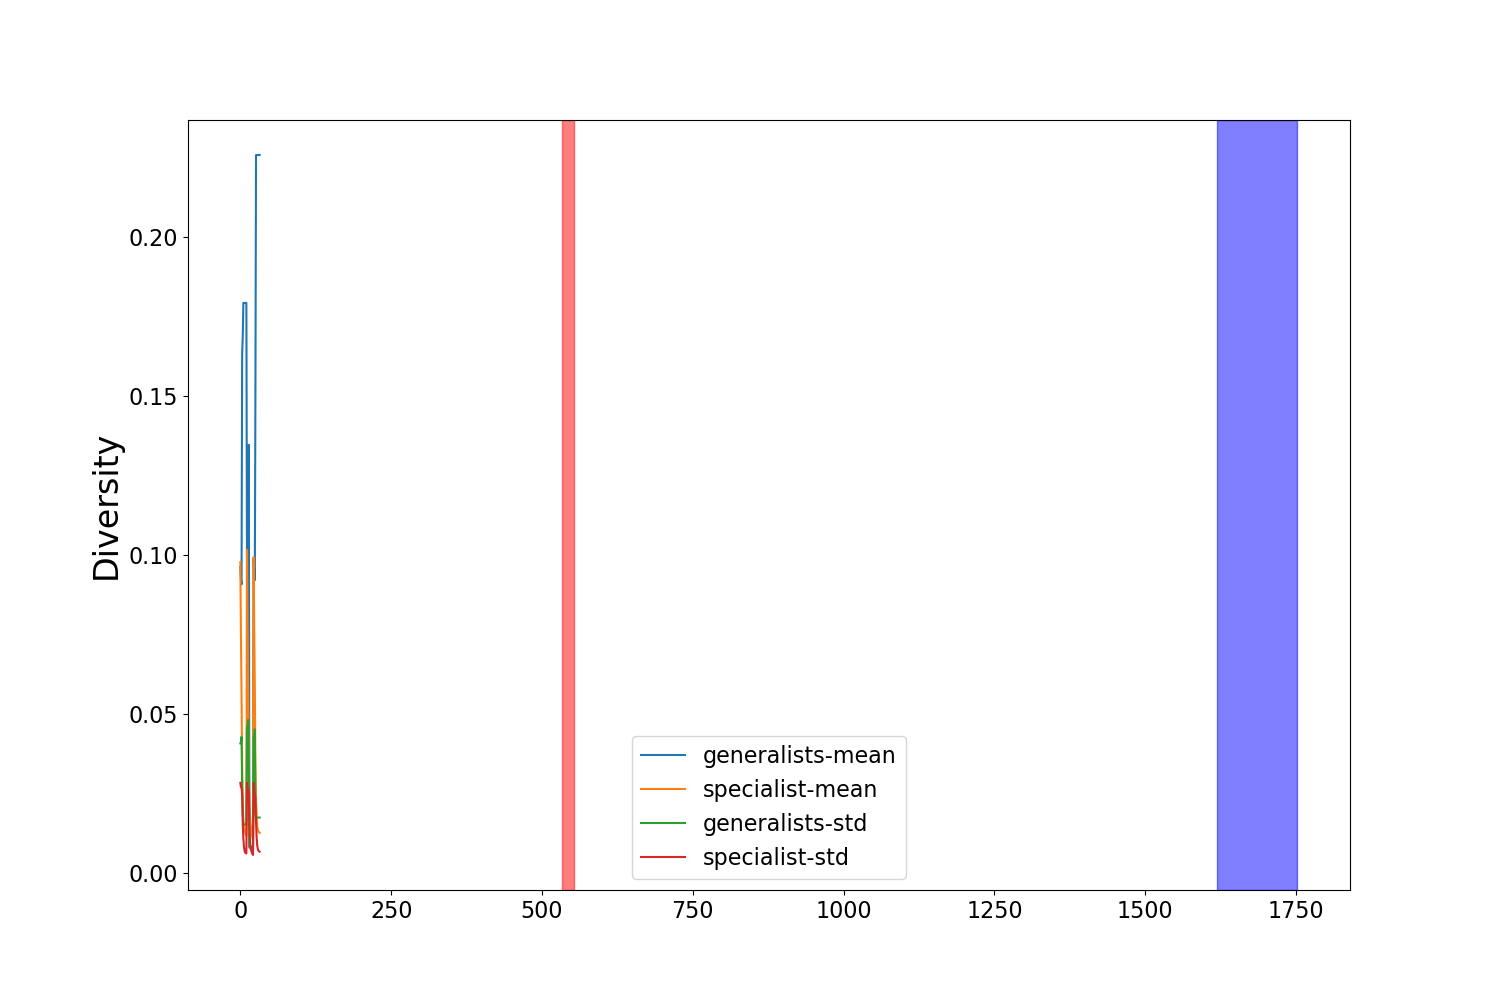 Diversity
0.20
0.15
0.10
0.05
0.00
generalists-mean
specialist-mean
generalists-std
specialist-std
0 250 500 750 1000 1250 1500 1750